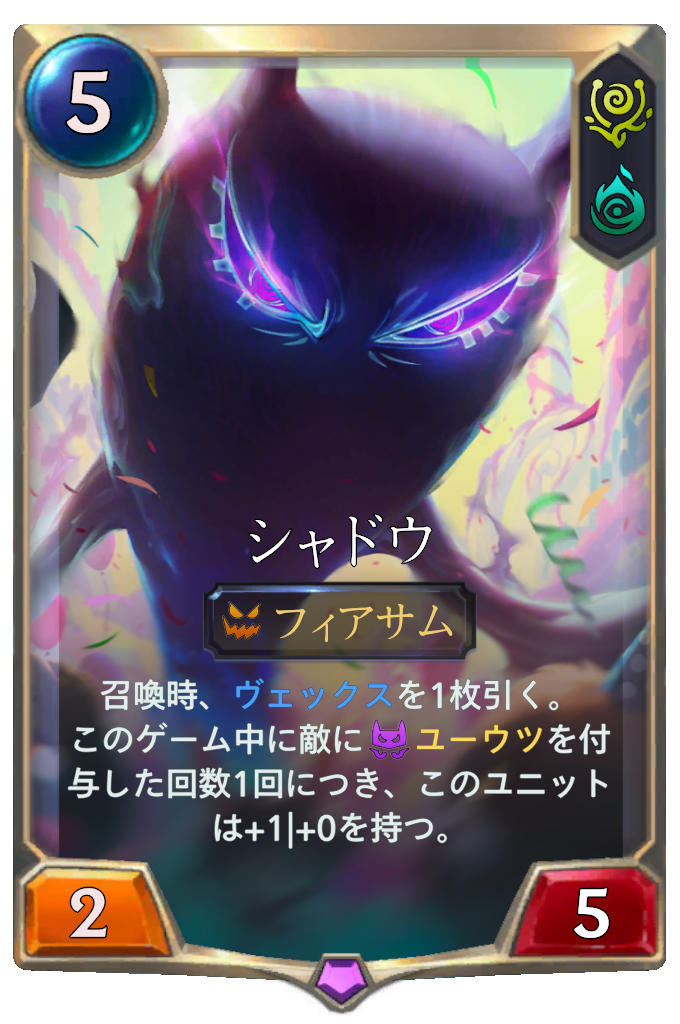 5
シャドウ
フィアサム
召喚時、ヴェックスを1枚引く。
このゲーム中に敵にユーウツを付
与した回数1回につき、このユニット
は+1|+0を持つ。
2
5